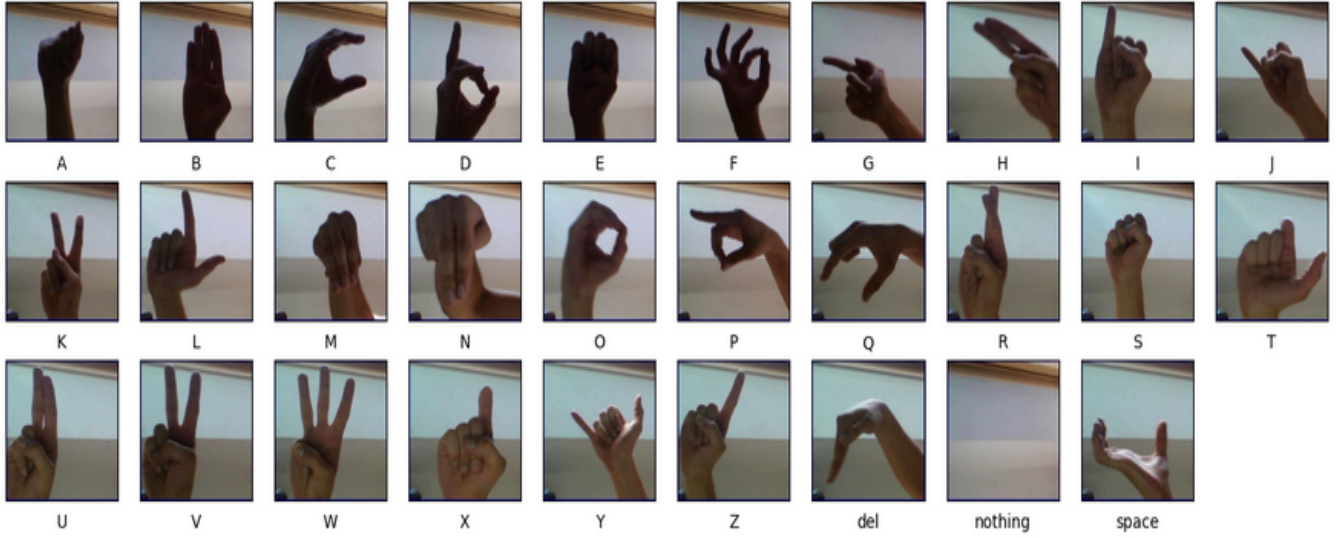 A B C D E F G H I J
K L M N O P Q R S T
U V W X Y Z del nothing space